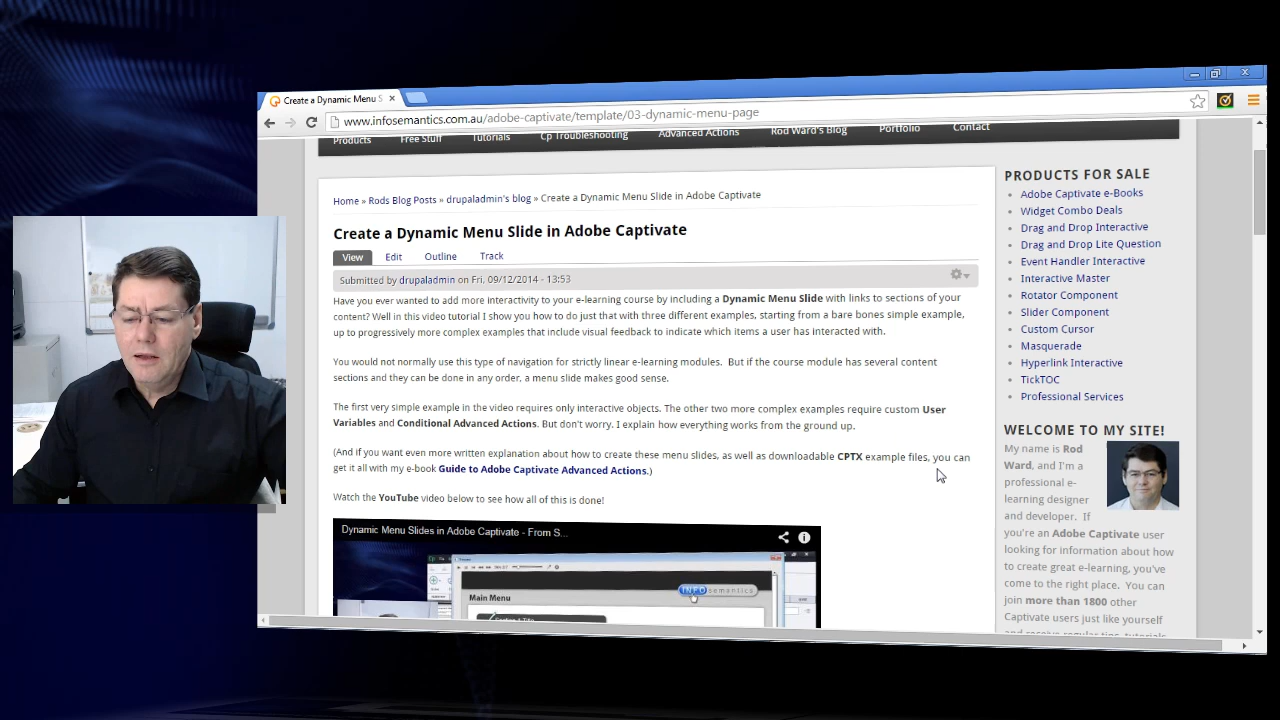 Create a Dynamic Menu S
www.infosemantics.com.au/adobe-captivate/template/03-dynamic-menu-page
Products Free Stuff Tutorials Cp Troubleshooting Advanced Actions Rod Ward's Blog Portfolio Contact
Home » Rods Blog Posts » drupaladmin's blog » Create a Dynamic Menu Slide in Adobe Captivate
Create a Dynamic Menu Slide in Adobe Captivate
View Edit Outline Track
Submitted by drupaladmin on Fri, 09/12/2014 - 13:53
Have you ever wanted to add more interactivity to your e-learning course by including a Dynamic Menu Slide with links to sections of your
content? Well in this video tutorial I show you how to do just that with three different examples, starting from a bare bones simple example,
up to progressively more complex examples that include visual feedback to indicate which items a user has interacted with.
You would not normally use this type of navigation for strictly linear e-learning modules. But if the course module has several content
sections and they can be done in any order, a menu slide makes good sense.
The first very simple example in the video requires only interactive objects. The other two more complex examples require custom User
Variables and Conditional Advanced Actions. But don't worry. I explain how everything works from the ground up.
(And if you want even more written explanation about how to create these menu slides, as well as downloadable CPTX example files, you can
get it all with my e-book Guide to Adobe Captivate Advanced Actions.)
Watch the YouTube video below to see how all of this is done!
Dynamic Menu Slides in Adobe Captivate - From S...
INFOsemantics
Main Menu
PRODUCTS FOR SALE
Adobe Captivate e-Books
Widget Combo Deals
Drag and Drop Interactive
Drag and Drop Lite Question
Event Handler Interactive
Interactive Master
Rotator Component
Slider Component
Custom Cursor
Masquerade
Hyperlink Interactive
TickTOC
Professional Services
WELCOME TO MY SITE!
My name is Rod
Ward, and I'm a
professional e-
learning designer
and developer. If
you're an Adobe Captivate user
looking for information about how
to create great e-learning, you've
come to the right place. You can
join more than 1800 other
Captivate users just like yourself
and receive regular tips, tutorials